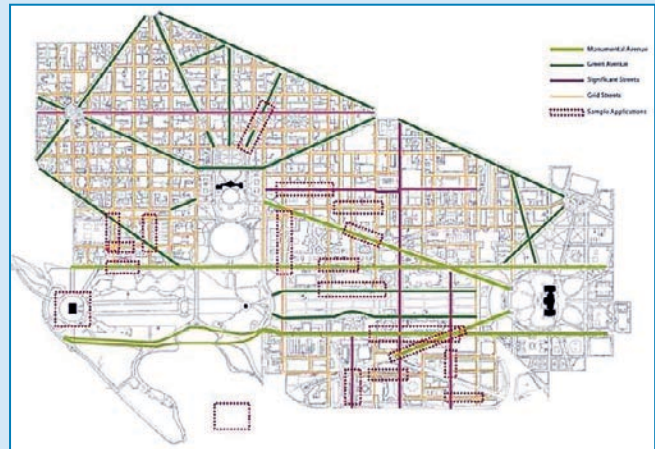 Monumental Avenue
Green Avenue
Significant Streets
Grid Streets
Sample Applications